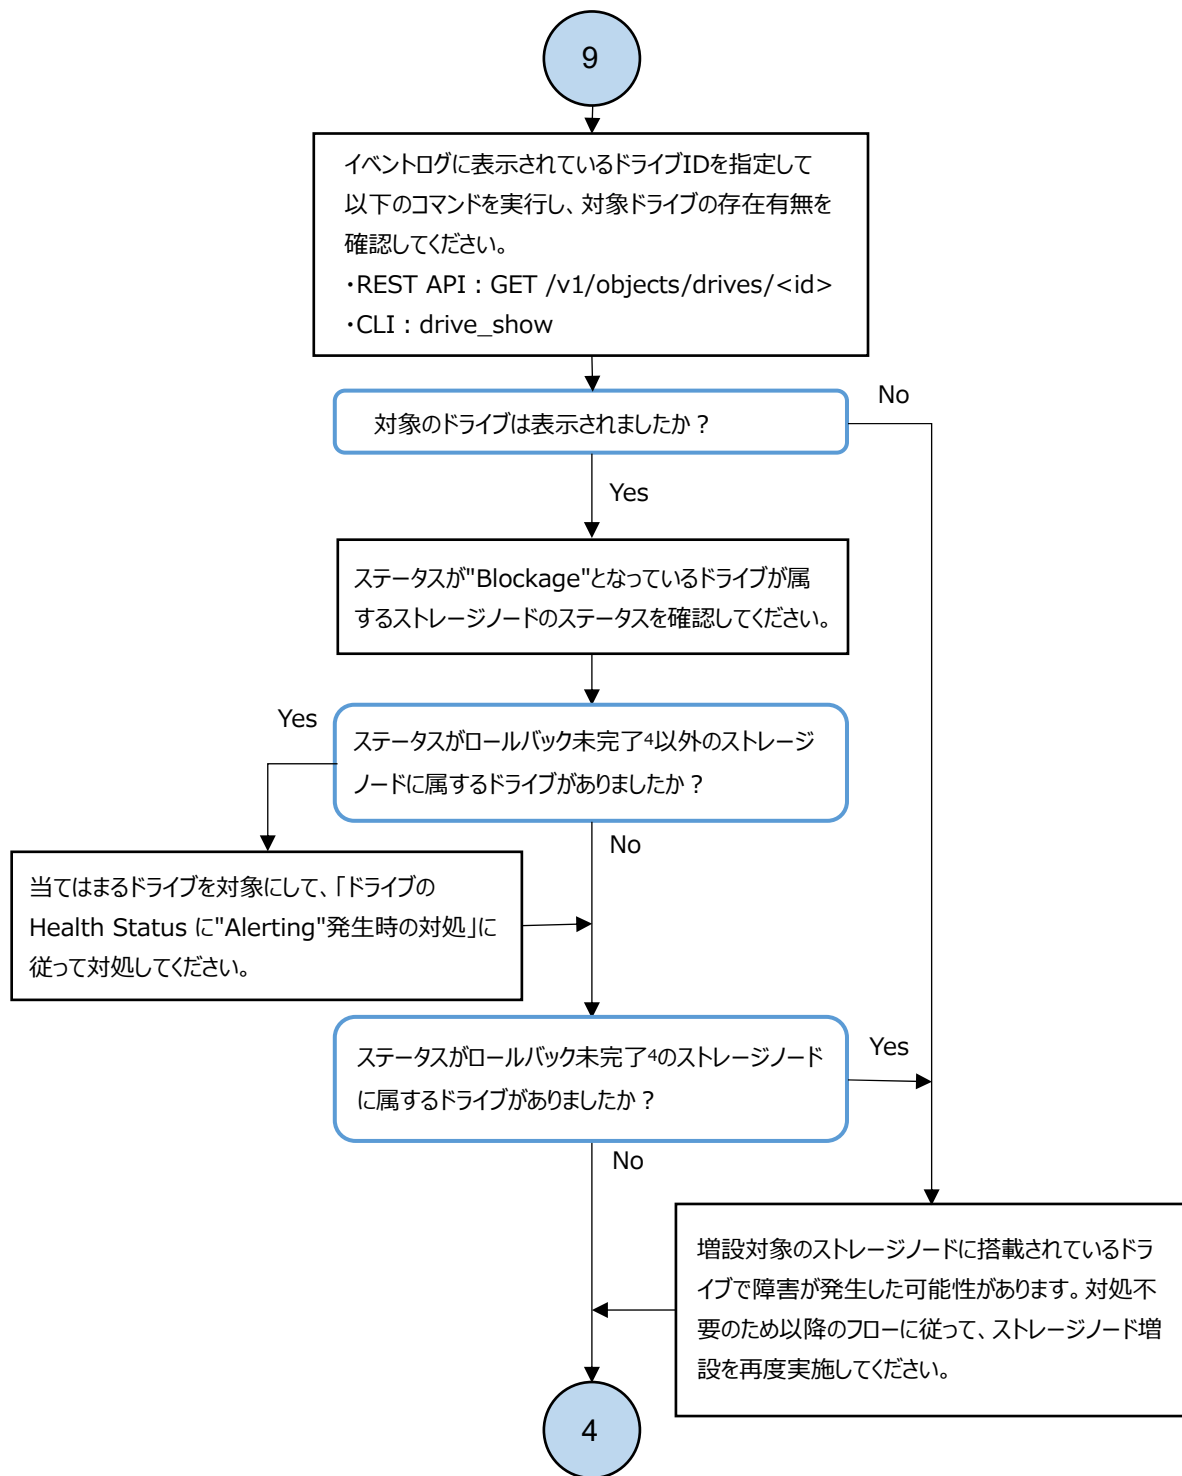 9
イベントログに表示されているドライブIDを指定して
以下のコマンドを実行し、対象ドライブの存在有無を
確認してください。
・REST API : GET /v1/objects/drives/<id>
・CLI : drive_show
対象のドライブは表示されましたか？
No
Yes
ステータスが"Blockage"となっているドライブが属
するストレージノードのステータスを確認してください。
Yes
ステータスがロールバック未完了4以外のストレージ
ノードに属するドライブがありましたか？
No
当てはまるドライブを対象にして、「ドライブの
Health Status に"Alerting"発生時の対処」に
従って対処してください。
ステータスがロールバック未完了4のストレージノード
に属するドライブがありましたか？
Yes
No
増設対象のストレージノードに搭載されているドラ
イブで障害が発生した可能性があります。対処不
要のため以降のフローに従って、ストレージノード増
設を再度実施してください。
4